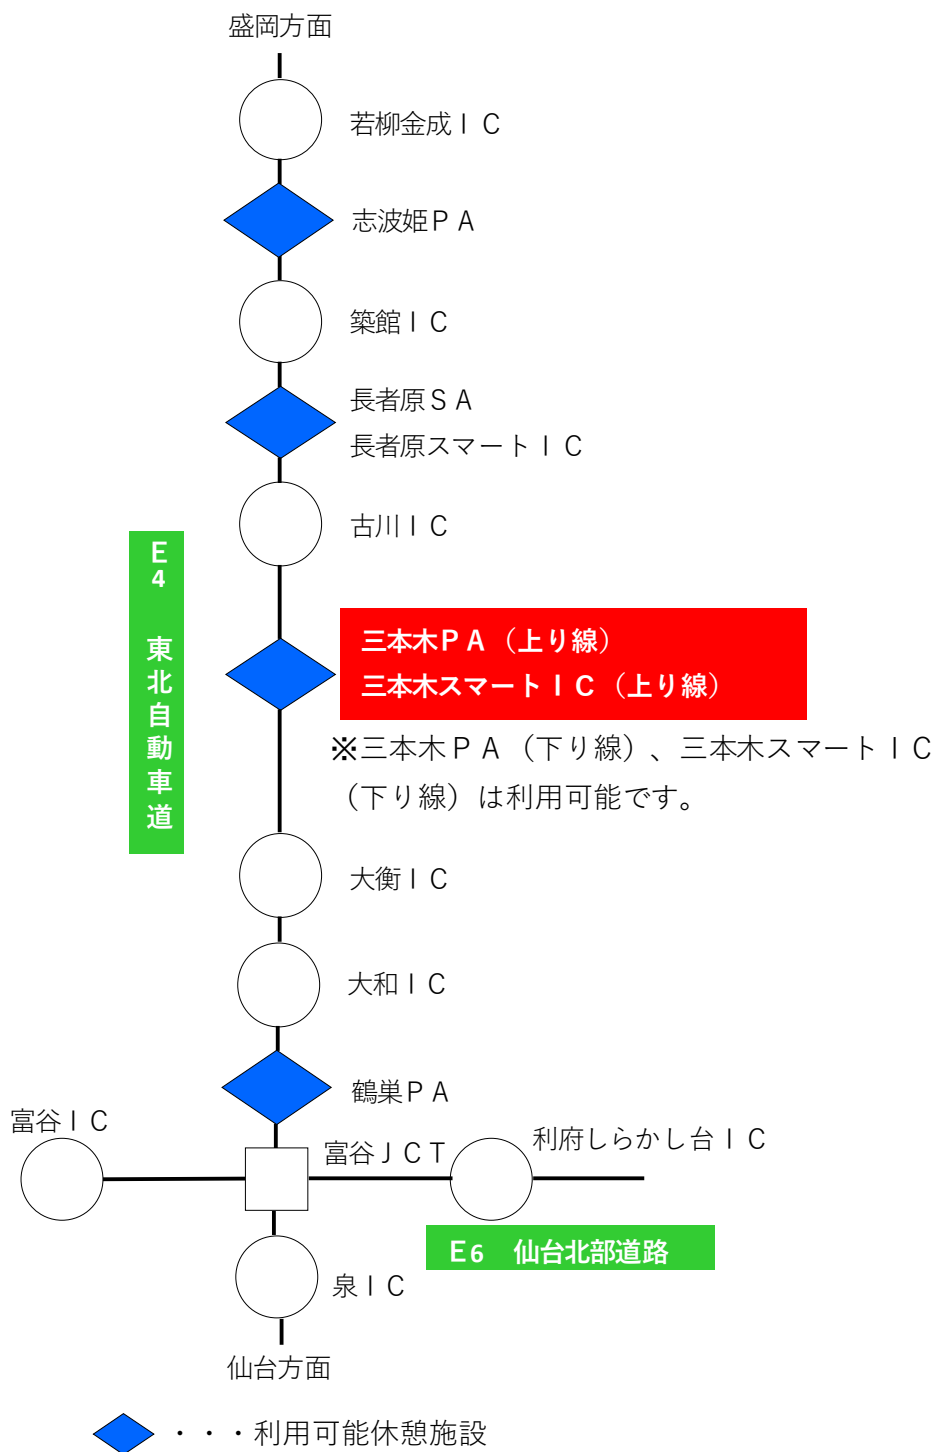 盛岡方面
若柳金成ＩＣ
志波姫ＰＡ
築館ＩＣ
長者原ＳＡ
長者原スマートＩＣ
古川ＩＣ
Ｅ4　東北自動車道
三本木ＰＡ（上り線）
三本木スマートＩＣ（上り線）
※三本木ＰＡ（下り線）、三本木スマートＩＣ
（下り線）は利用可能です。
大衡ＩＣ
大和ＩＣ
鶴巣ＰＡ
富谷ＩＣ
富谷ＪＣＴ
利府しらかし台ＩＣ
Ｅ6　仙台北部道路
泉ＩＣ
仙台方面
・・・利用可能休憩施設